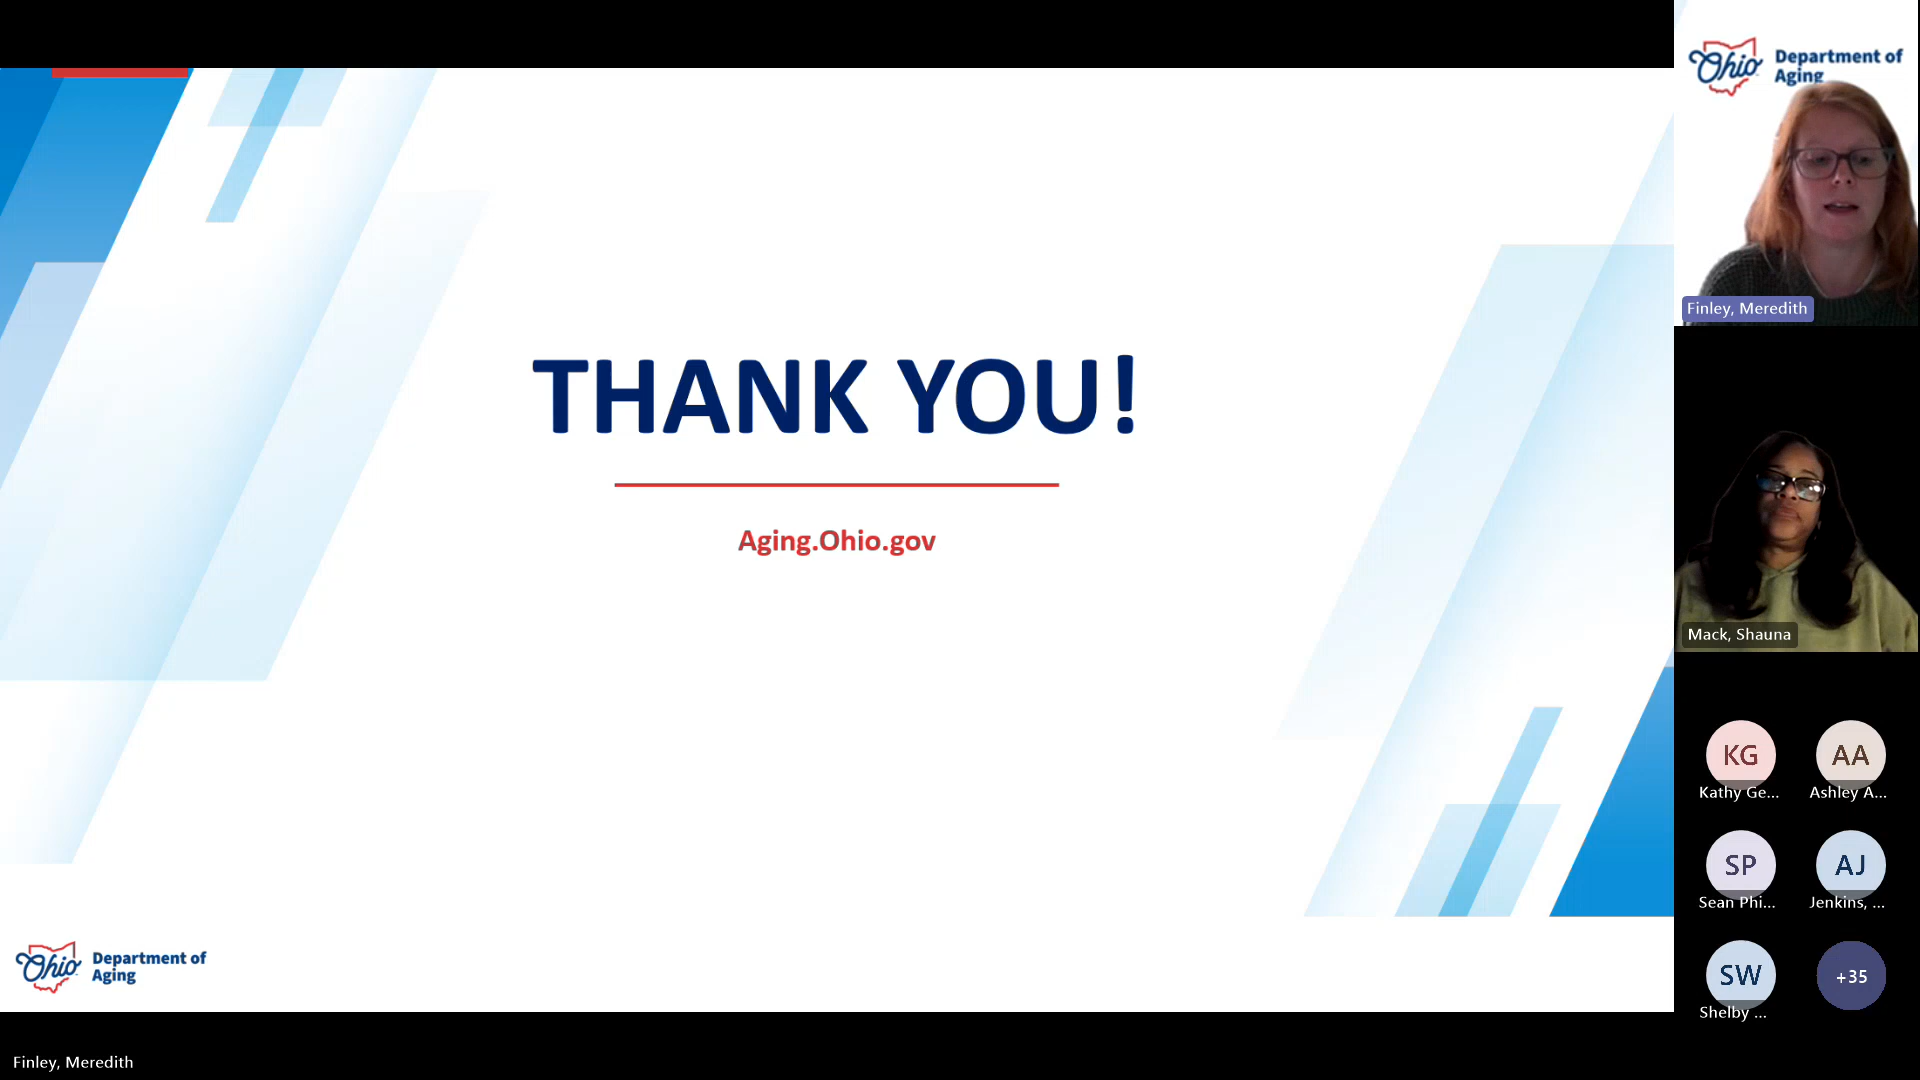 Ohio
Department of
Aging
Finley, Meredith
THANK YOU!
Aging.Ohio.gov
Mack, Shauna
KG
AA
Kathy Ge...
Ashley A...
SP
AJ
Sean Phi...
Jenkins, ...
SW
+35
Shelby ...
Ohio
Department of
Aging
Finley, Meredith